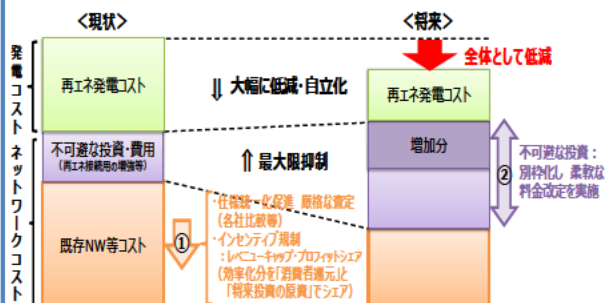 <現状>
<将来>
発電コスト
再エネ発電コスト
⇓ 大幅に低減・自立化
全体として低減
再エネ発電コスト
ネットワークコスト
不可避な投資・費用
(再エネ接続用の増強等)
⇑ 最大限抑制
増加分
②
不可避な投資：
別枠化し 柔軟な
料金改定を実施
既存NW等コスト
①
・仕様統一化促進 厳格な査定
(各社比較等)
・インセンティブ規制
：レベニューキャップ・プロフィットシェア
(効率化分を「消費者還元」と
「将来投資の原資」でシェア)